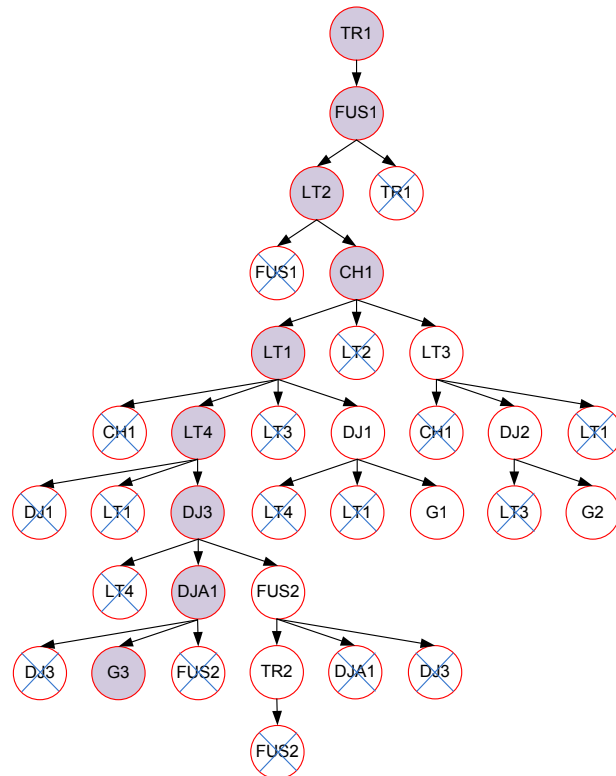 TR1
FUS1
LT2 TR1
FUS1 CH1
LT1 LT2 LT3
CH1 LT4 LT3 DJ1 CH1 DJ2 LT1
DJ1 LT1 DJ3 LT4 LT1 G1 LT3 G2
LT4 DJA1 FUS2
DJ3 G3 FUS2 TR2 DJA1 DJ3
FUS2